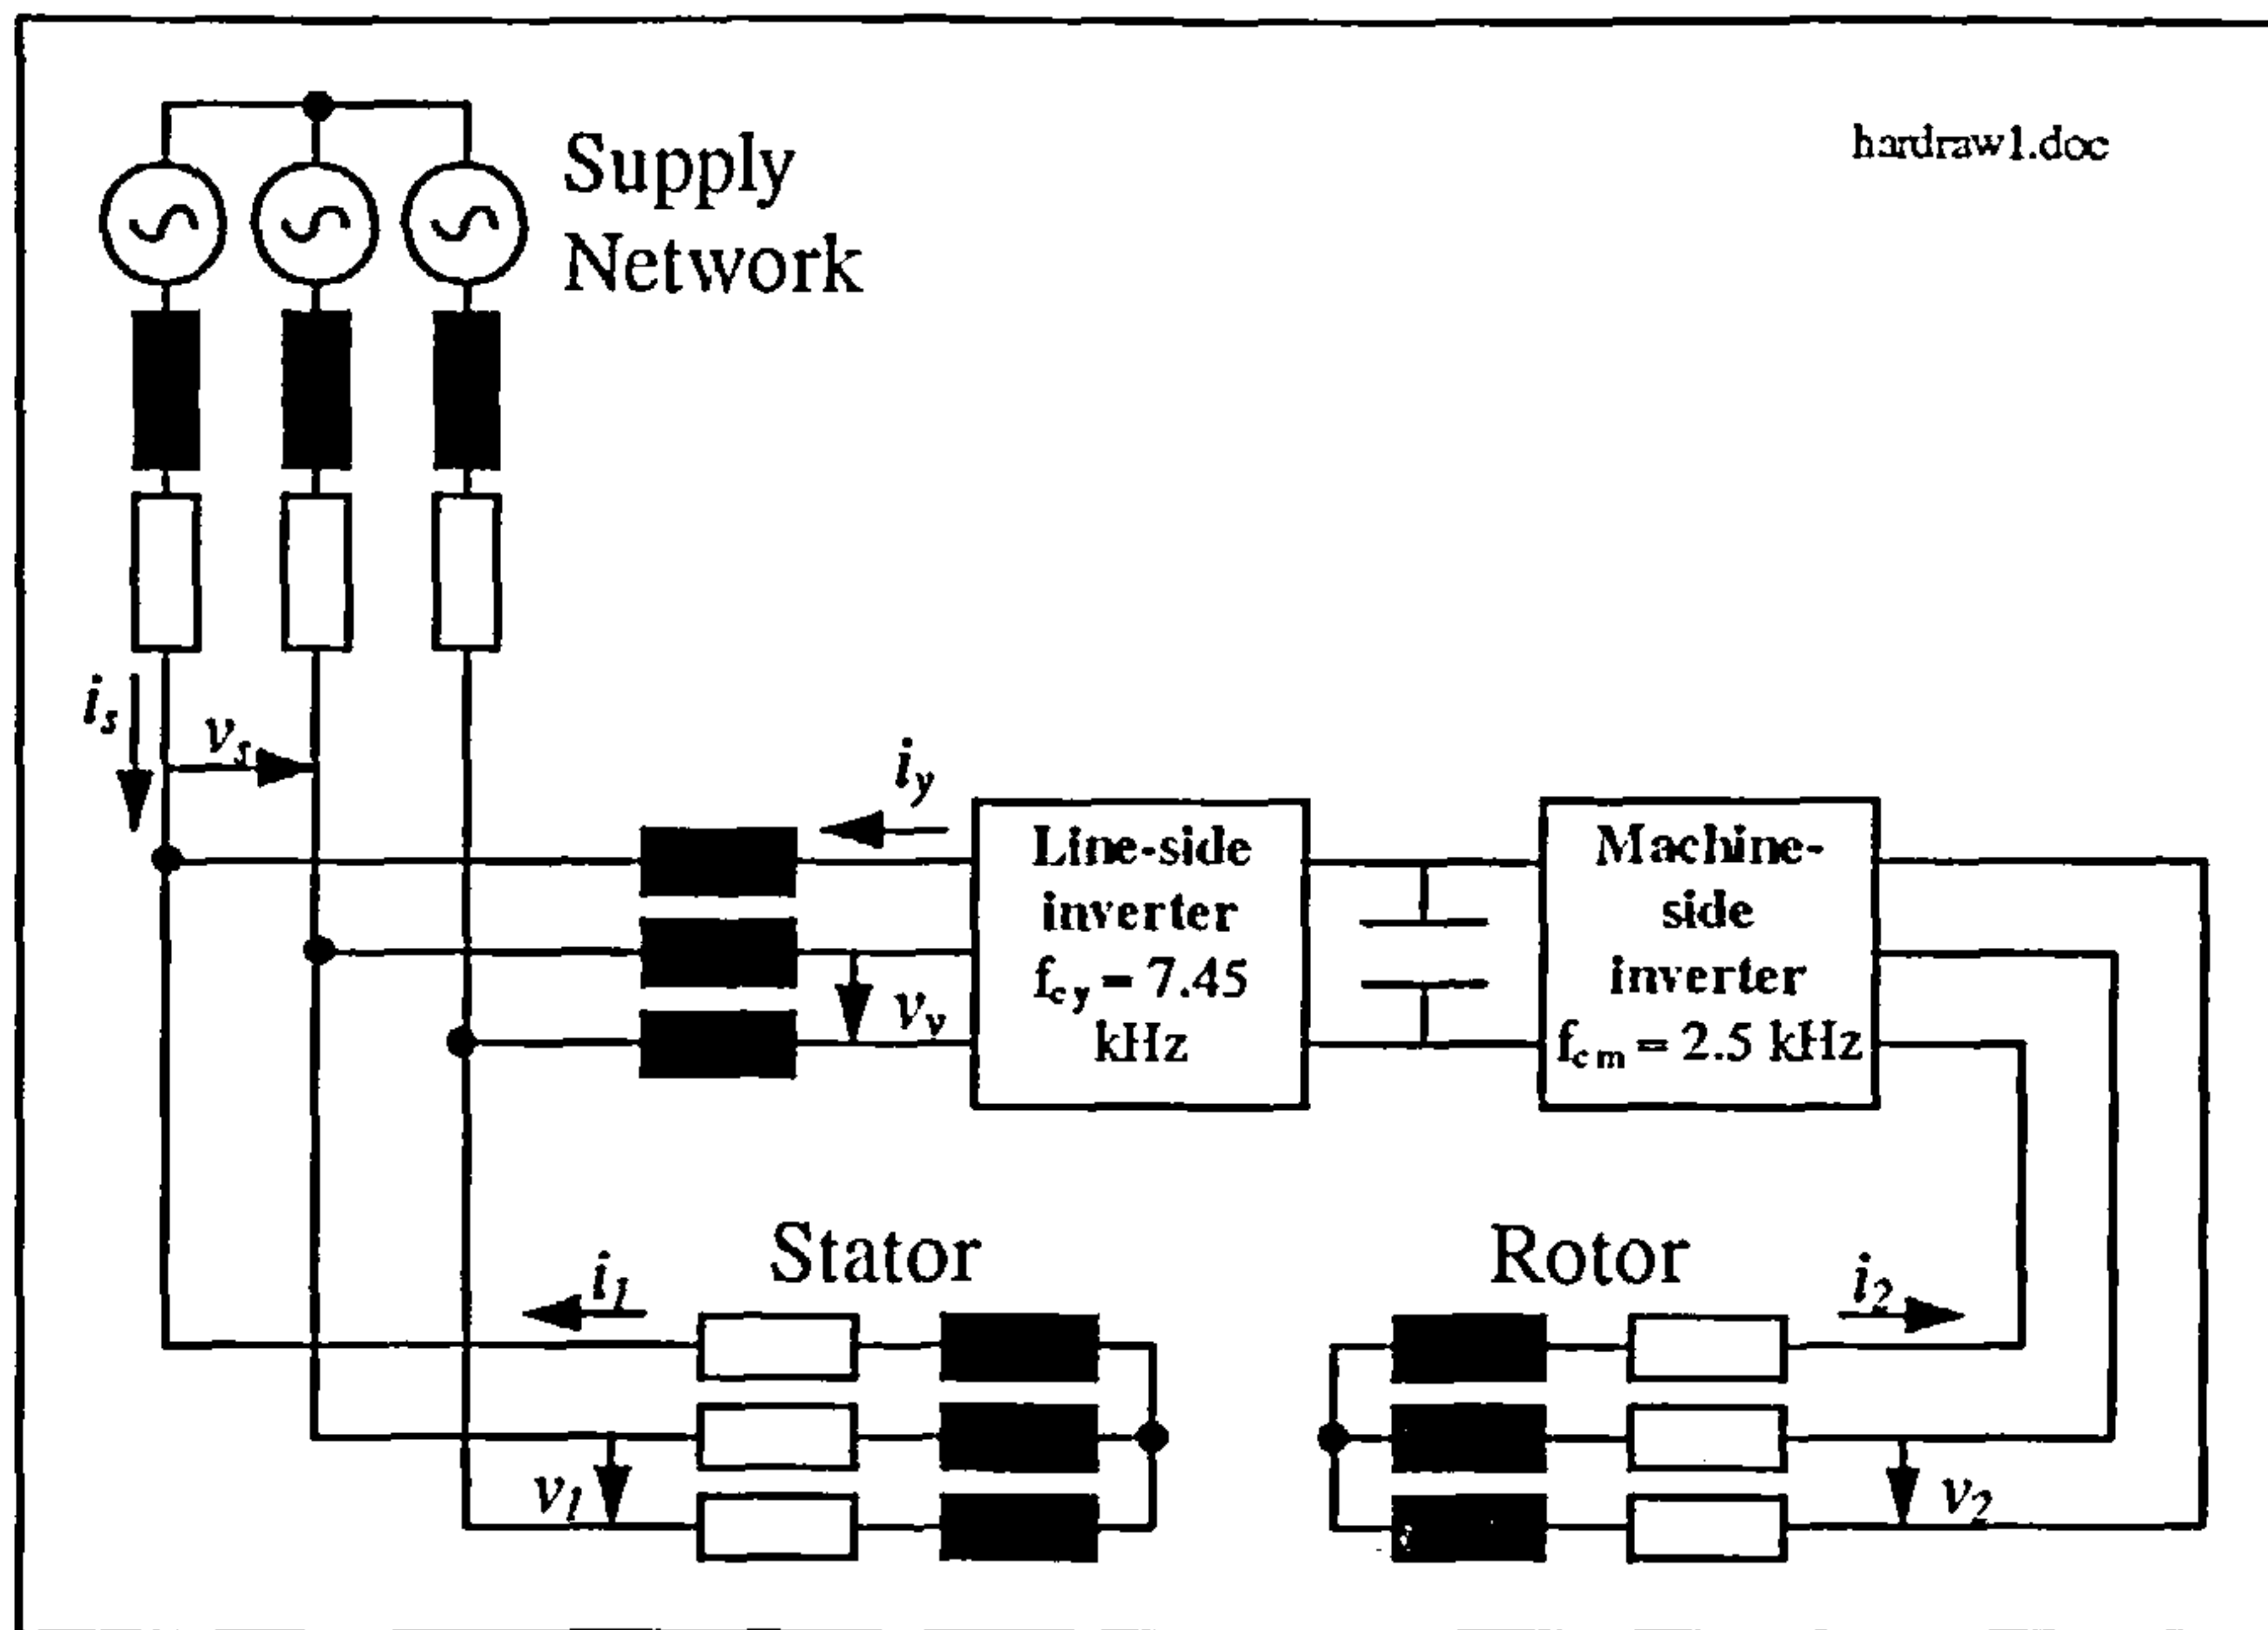 hardraw1.doc
Supply
Network
i_s
v_s
i_y
Line-side
inverter
f_cy = 7.45
kHz
v_y
Machine-
side
inverter
f_cm = 2.5 kHz
Stator
Rotor
i_1
i_2
v_1
v_2